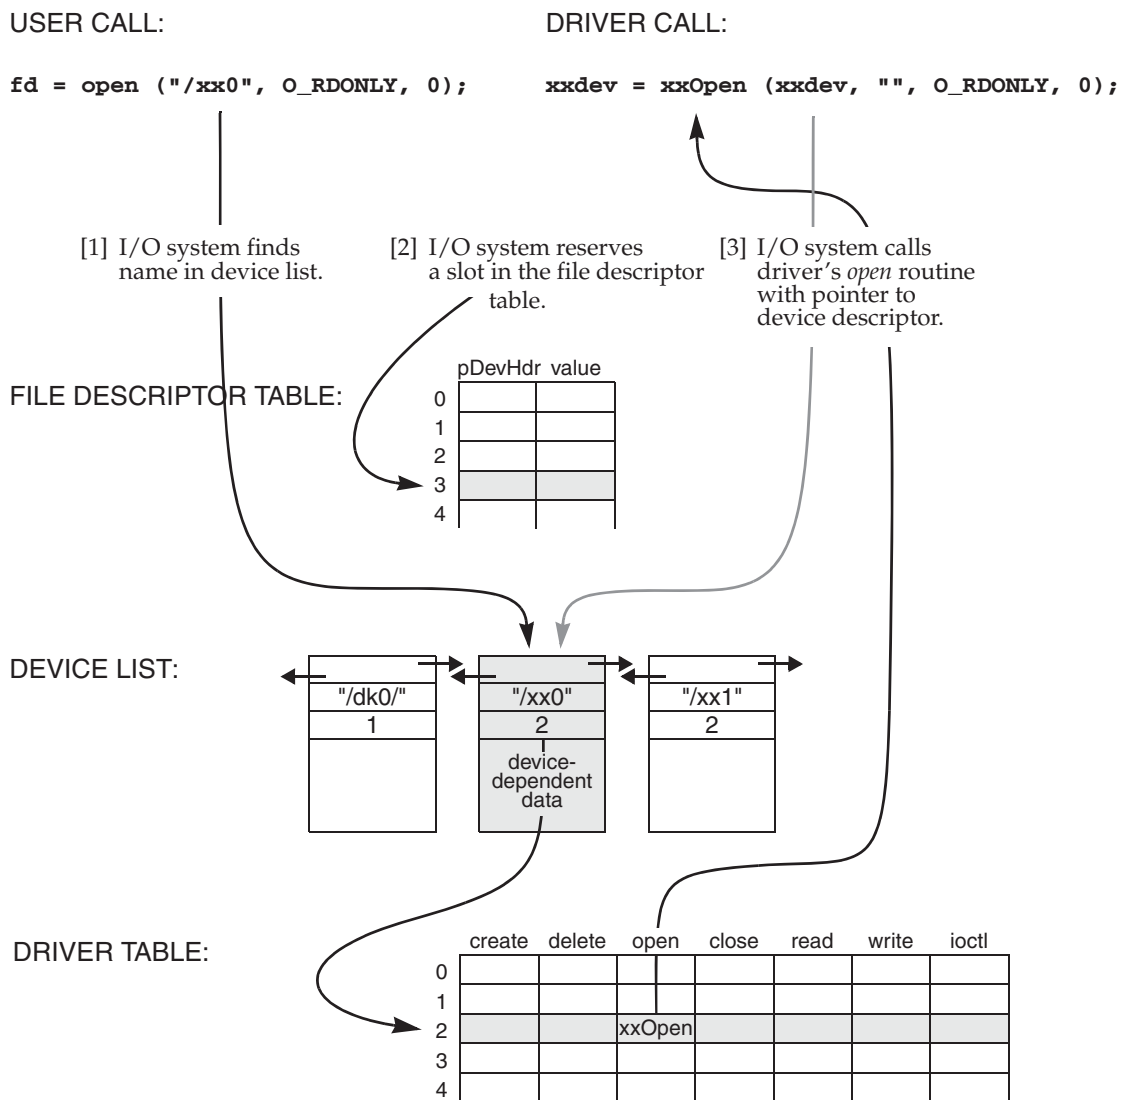 USER CALL:
DRIVER CALL:
fd = open ("/xx0", O_RDONLY, 0);
xxdev = xxOpen (xxdev, "", O_RDONLY, 0);
[1] I/O system finds
name in device list.
[2] I/O system reserves
a slot in the file descriptor
table.
[3] I/O system calls
driver's open routine
with pointer to
device descriptor.
FILE DESCRIPTOR TABLE:
pDevHdr value
0
1
2
3
4
DEVICE LIST:
"/dk0/"
1
"/xx0"
2
device-
dependent
data
"/xx1"
2
DRIVER TABLE:
create delete open close read write ioctl
0
1
2 xxOpen
3
4